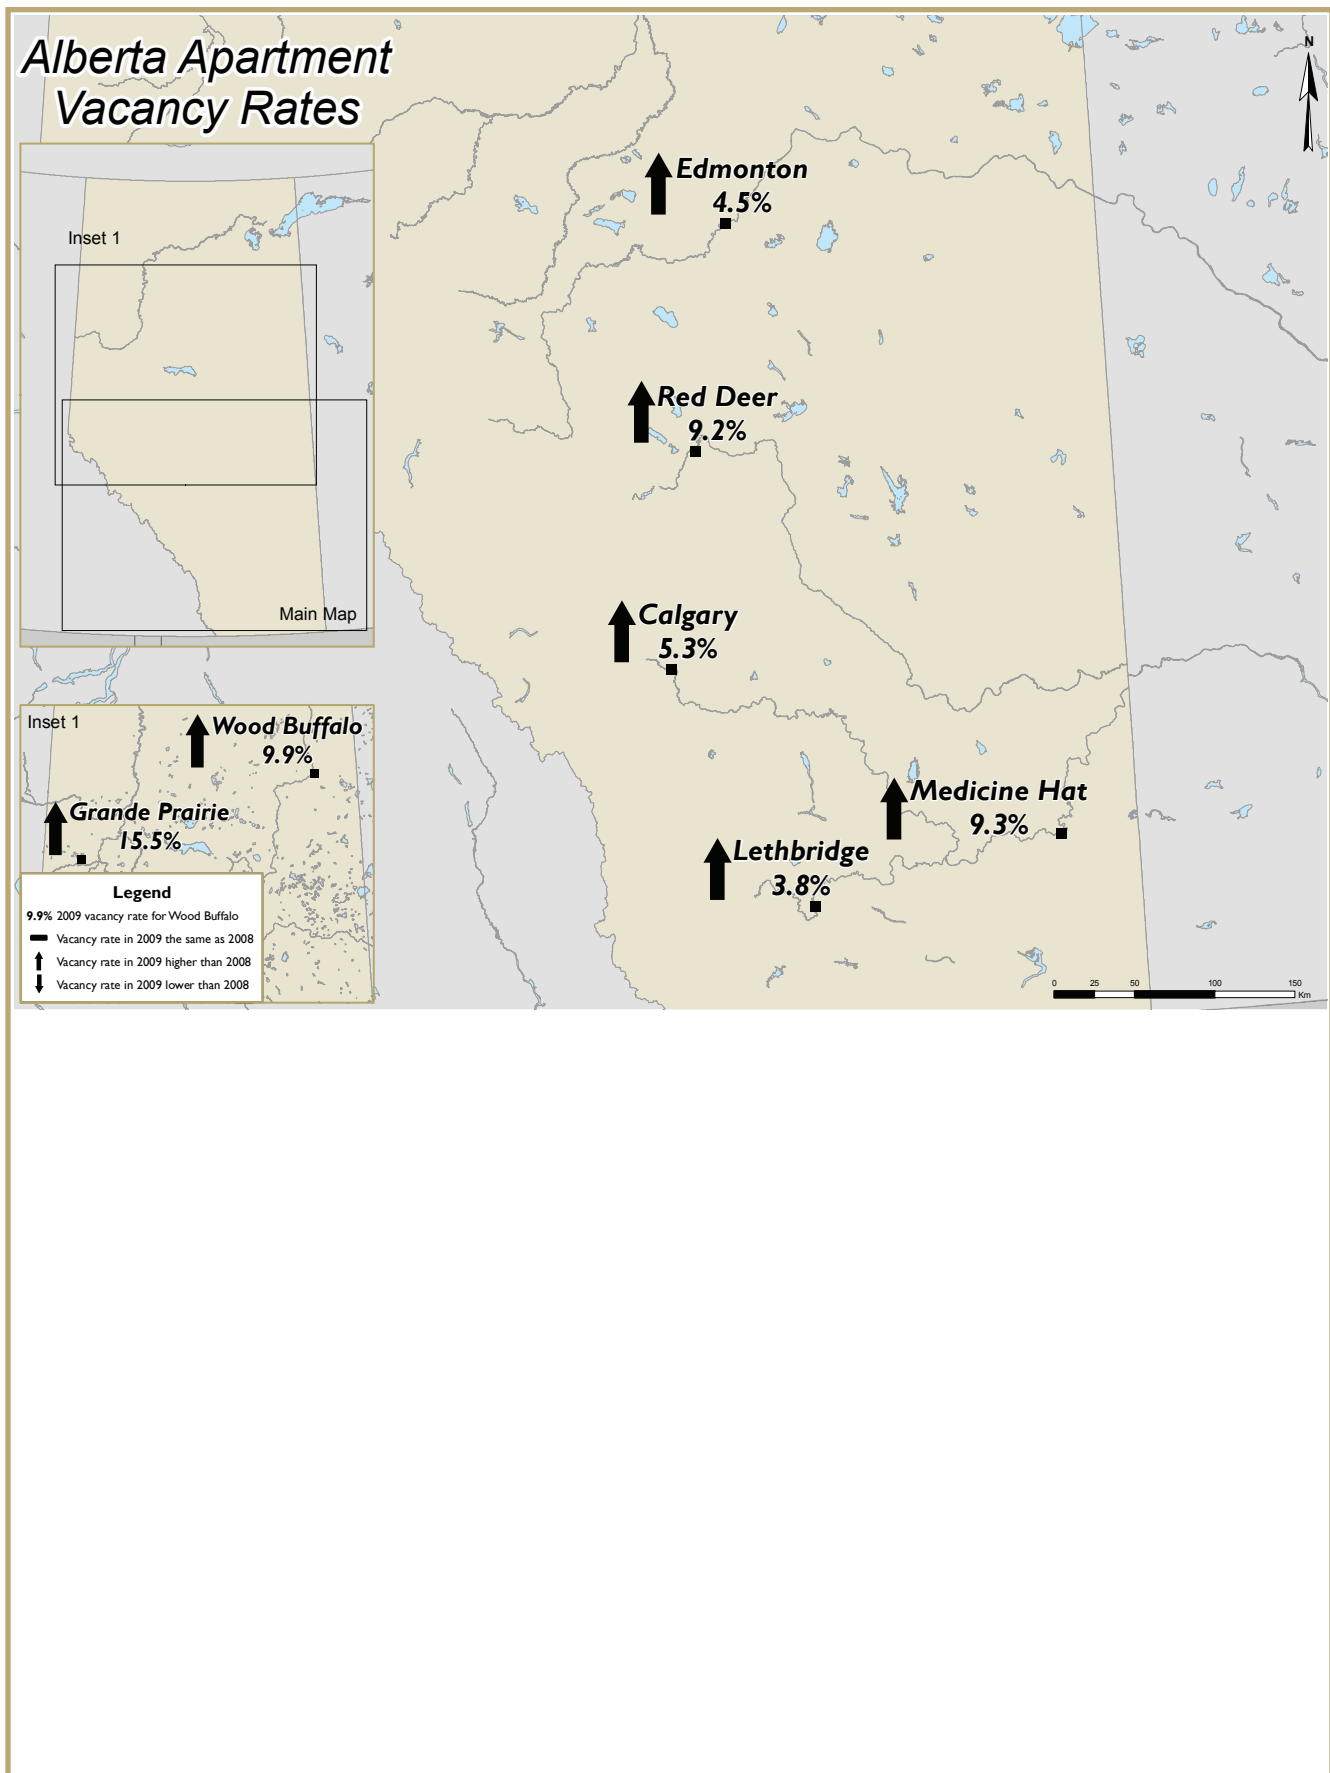 Alberta Apartment
Vacancy Rates
N
Inset 1
Main Map
Edmonton
4.5%
Red Deer
9.2%
Calgary
5.3%
Medicine Hat
9.3%
Lethbridge
3.8%
Inset 1
Wood Buffalo
9.9%
Grande Prairie
15.5%
Legend
9.9% 2009 vacancy rate for Wood Buffalo
Vacancy rate in 2009 the same as 2008
Vacancy rate in 2009 higher than 2008
Vacancy rate in 2009 lower than 2008
0 25 50 100 150
Km